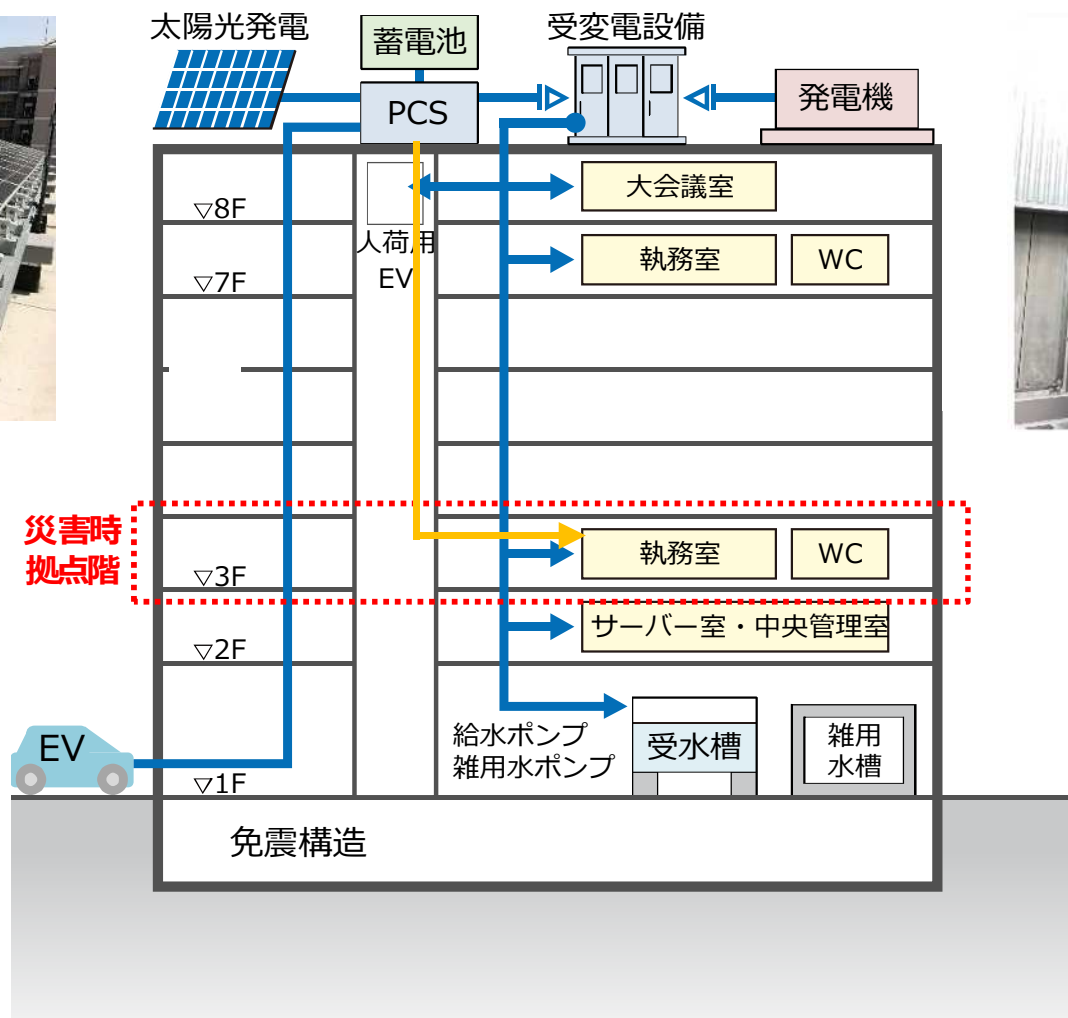 太陽光発電
蓄電池
受変電設備
PCS
発電機
▽8F
大会議室
人荷用
EV
▽7F
執務室
WC
災害時
拠点階
▽3F
執務室
WC
▽2F
サーバー室・中央管理室
EV
▽1F
給水ポンプ
雑用水ポンプ
受水槽
雑用
水槽
免震構造